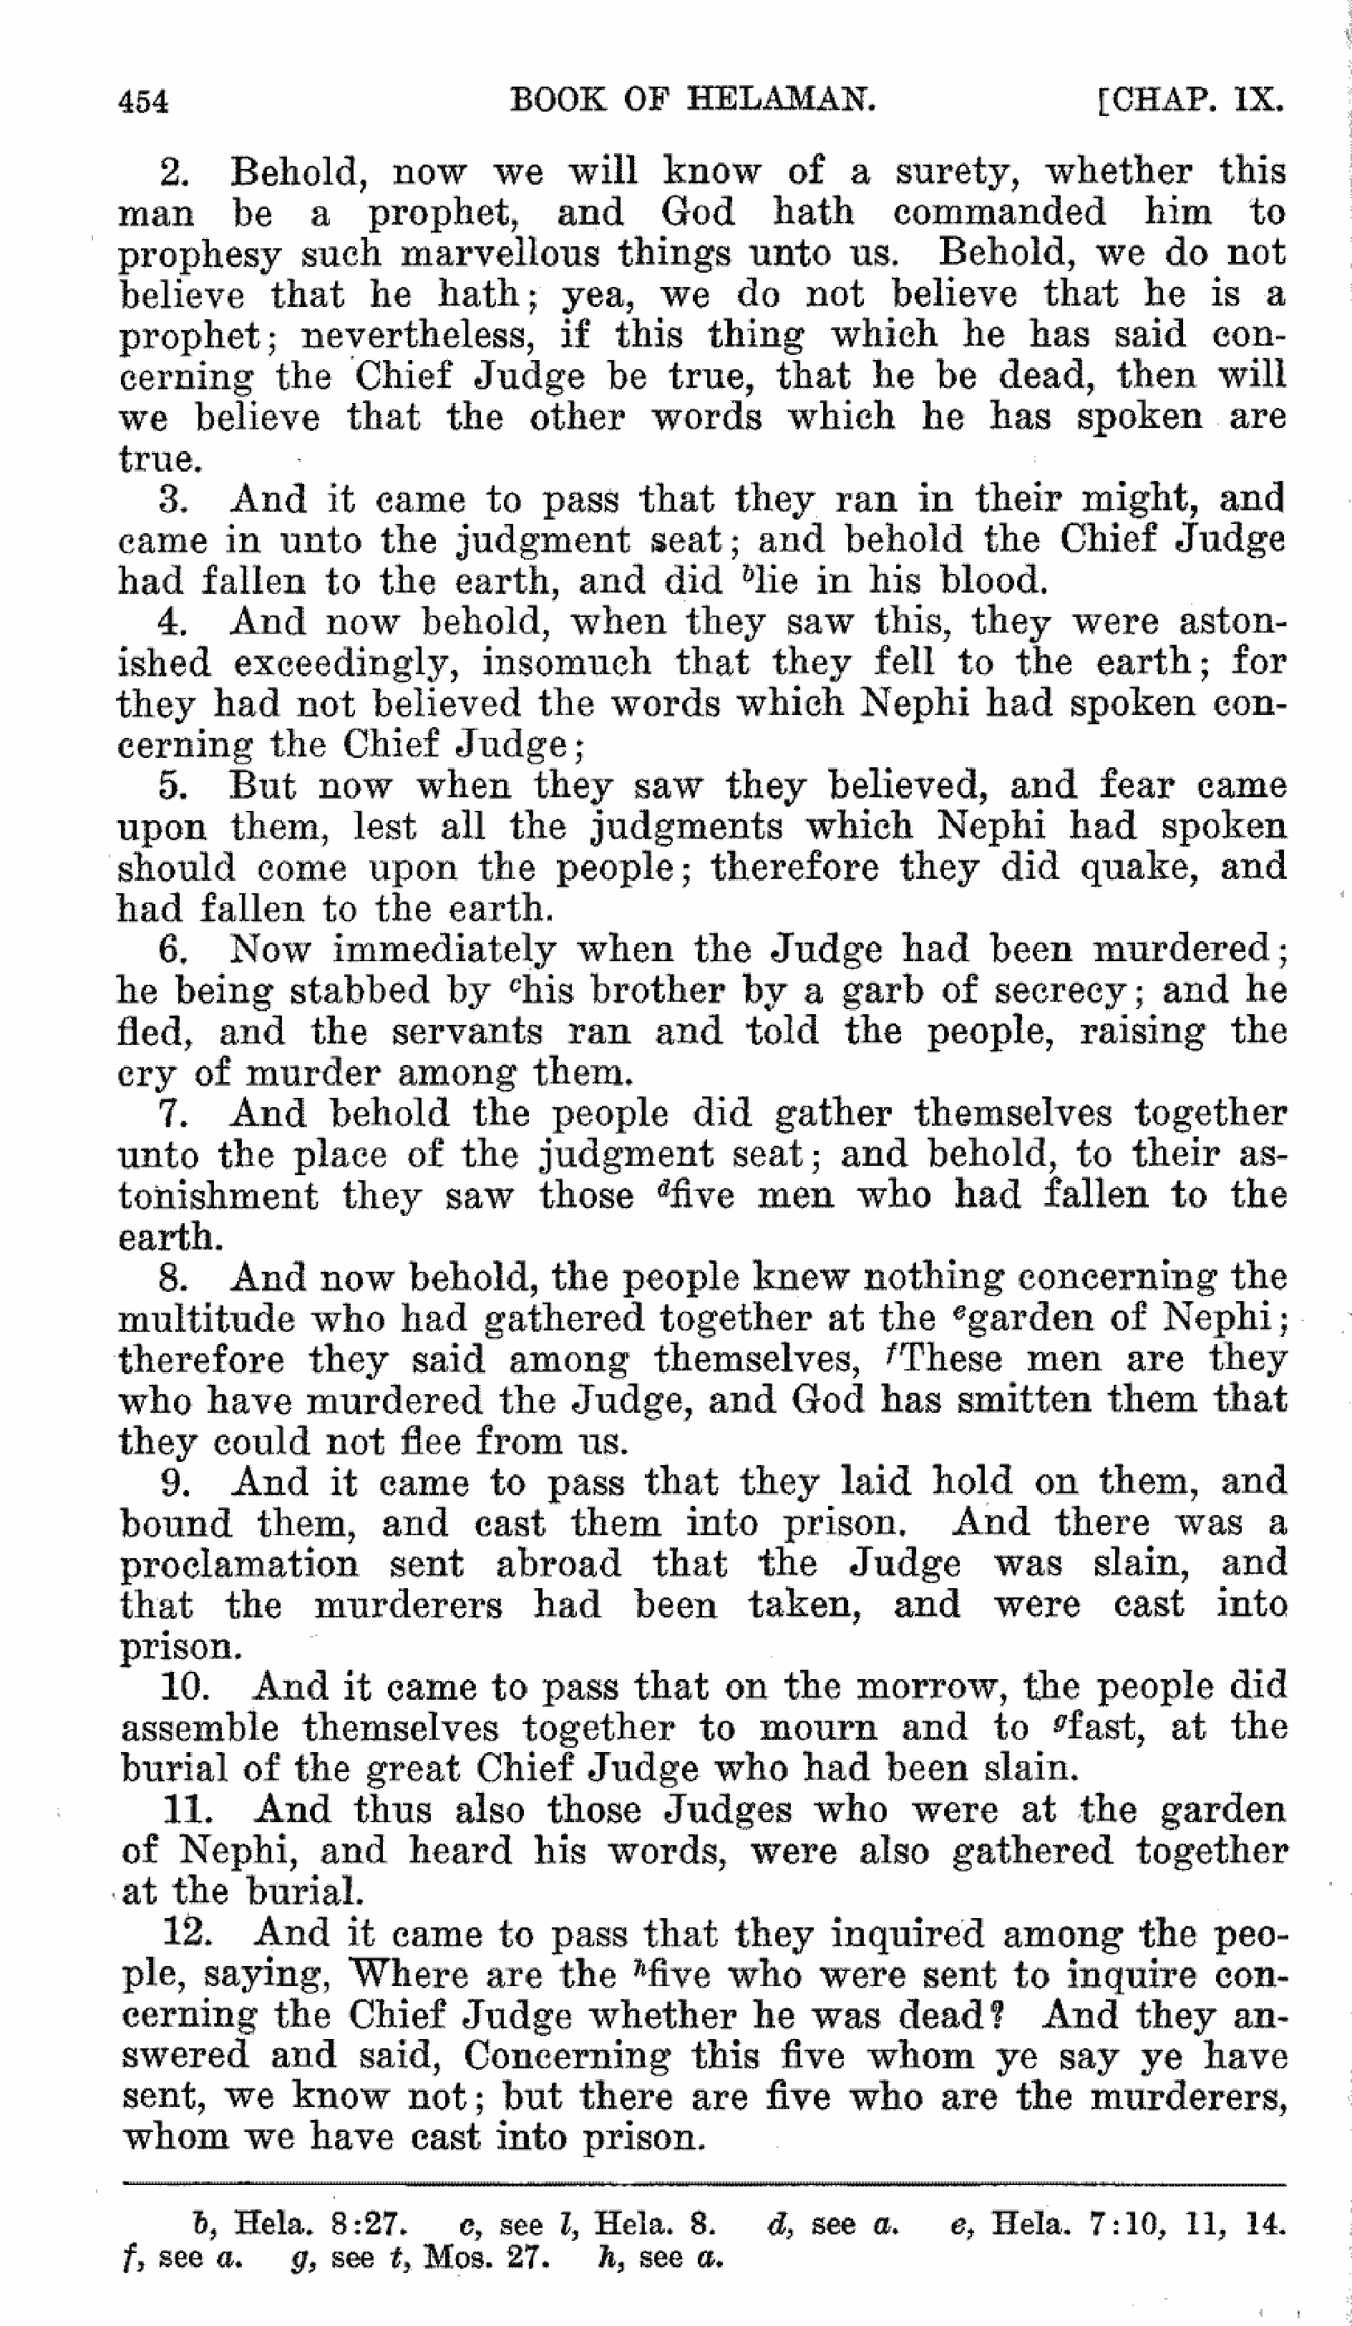 454 BOOK OF HELAMAN. [CHAP. IX.
2. Behold, now we will know of a surety, whether this
man be a prophet, and God hath commanded him to
prophesy such marvellous things unto us. Behold, we do not
believe that he hath; yea, we do not believe that he is a
prophet; nevertheless, if this thing which he has said con-
cerning the Chief Judge be true, that he be dead, then will
we believe that the other words which he has spoken are
true.
3. And it came to pass that they ran in their might, and
came in unto the judgment seat; and behold the Chief Judge
had fallen to the earth, and did ᵇlie in his blood.
4. And now behold, when they saw this, they were aston-
ished exceedingly, insomuch that they fell to the earth; for
they had not believed the words which Nephi had spoken con-
cerning the Chief Judge;
5. But now when they saw they believed, and fear came
upon them, lest all the judgments which Nephi had spoken
should come upon the people; therefore they did quake, and
had fallen to the earth.
6. Now immediately when the Judge had been murdered;
he being stabbed by ᶜhis brother by a garb of secrecy; and he
fled, and the servants ran and told the people, raising the
cry of murder among them.
7. And behold the people did gather themselves together
unto the place of the judgment seat; and behold, to their as-
tonishment they saw those ᵈfive men who had fallen to the
earth.
8. And now behold, the people knew nothing concerning the
multitude who had gathered together at the ᵉgarden of Nephi;
therefore they said among themselves, ᶠThese men are they
who have murdered the Judge, and God has smitten them that
they could not flee from us.
9. And it came to pass that they laid hold on them, and
bound them, and cast them into prison. And there was a
proclamation sent abroad that the Judge was slain, and
that the murderers had been taken, and were cast into
prison.
10. And it came to pass that on the morrow, the people did
assemble themselves together to mourn and to ᵍfast, at the
burial of the great Chief Judge who had been slain.
11. And thus also those Judges who were at the garden
of Nephi, and heard his words, were also gathered together
at the burial.
12. And it came to pass that they inquired among the peo-
ple, saying, Where are the ʰfive who were sent to inquire con-
cerning the Chief Judge whether he was dead? And they an-
swered and said, Concerning this five whom ye say ye have
sent, we know not; but there are five who are the murderers,
whom we have cast into prison.
b, Hela. 8:27. c, see l, Hela. 8. d, see a. e, Hela. 7:10, 11, 14.
f, see a. g, see t, Mos. 27. h, see a.